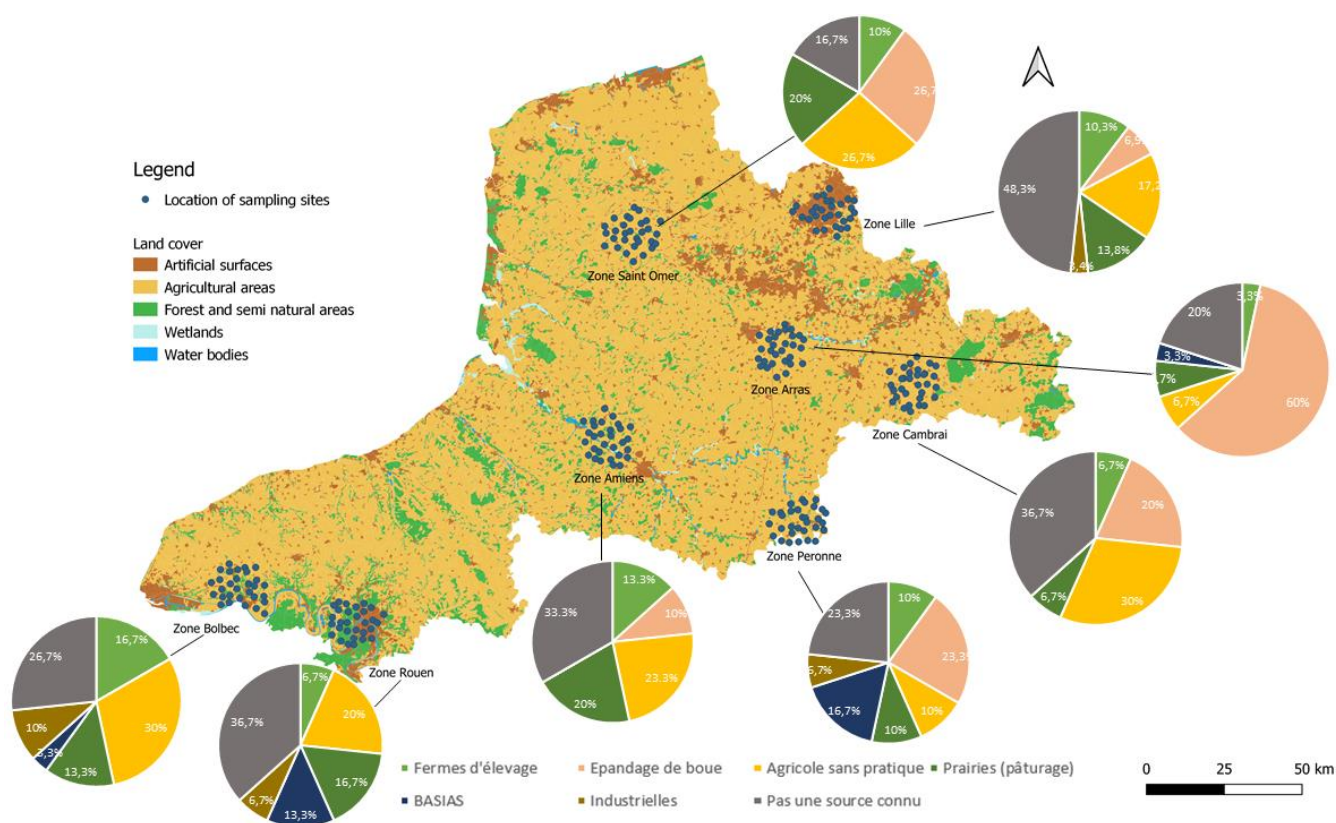 16,7%
10%
20%
26,7%
10,3%
17,2
48,3%
13,8%
Legend
Location of sampling sites
Zone Lille
Land cover
Artificial surfaces
Agricultural areas
Forest and semi natural areas
Wetlands
Water bodies
Zone Saint Omer
3,3%
20%
3,3%
6,7%
60%
Zone Arras
Zone Cambrai
Zone Amiens
6,7%
36,7%
20%
30%
6,7%
Zone Peronne
13.3%
33.3%
10%
23.3%
20%
10%
23,3%
23,3%
16,7%
10%
10%
Zone Bolbec
16,7%
26,7%
10%
30%
3,3%
13,3%
Zone Rouen
6,7%
36,7%
20%
16,7%
6,7%
13,3%
Fermes d'élevage Epandage de boue Agricole sans pratique Prairies (pâturage)
BASIAS Industrielles Pas une source connu
0 25 50 km